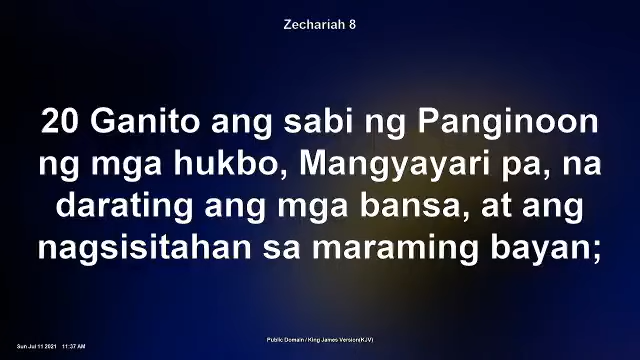 Zechariah 8
20 Ganito ang sabi ng Panginoon
ng mga hukbo, Mangyayari pa, na
darating ang mga bansa, at ang
nagsisitahan sa maraming bayan;
Public Domain / King James Version(KJV)
Sun Jul 11 2021 11:37 AM